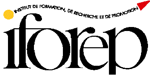 INSTITUT DE FORMATION, DE RECHERCHE ET DE PROMOTION
iforep